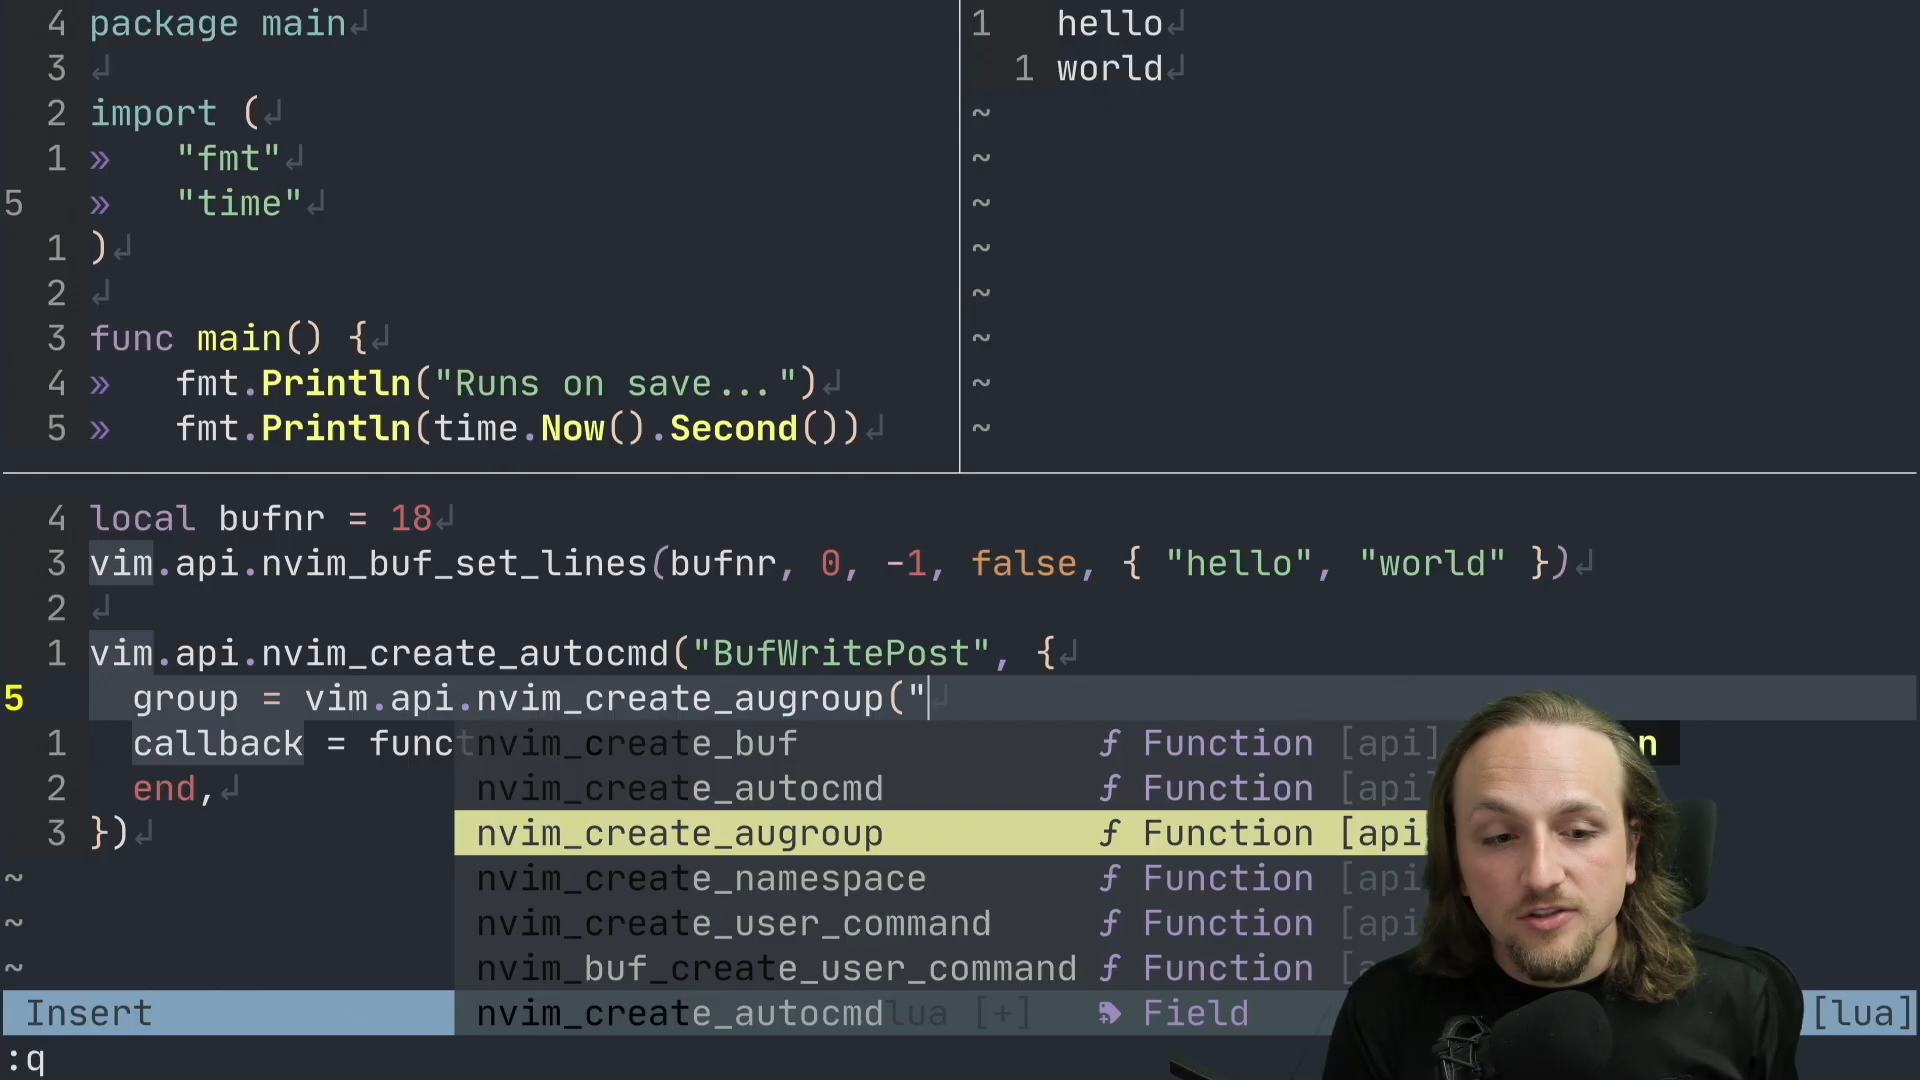 4 package main↲
3 ↲
2 import (↲
1 » "fmt"↲
5 » "time"↲
1 )↲
2 ↲
3 func main() {↲
4 » fmt.Println("Runs on save...")↲
5 » fmt.Println(time.Now().Second())↲
1 hello↲
1 world↲
~
~
~
~
~
~
~
~
4 local bufnr = 18↲
3 vim.api.nvim_buf_set_lines(bufnr, 0, -1, false, { "hello", "world" })↲
2 ↲
1 vim.api.nvim_create_autocmd("BufWritePost", {↲
5 group = vim.api.nvim_create_augroup("↲
1 callback = funct
2 end,↲
3 })↲
~
~
~
nvim_create_buf ƒ Function [api]
nvim_create_autocmd ƒ Function [api
nvim_create_augroup ƒ Function [api
nvim_create_namespace ƒ Function [api
nvim_create_user_command ƒ Function [api
nvim_buf_create_user_command ƒ Function [a
nvim_create_autocmd Field
n
Insert lua [+] [lua]
:q